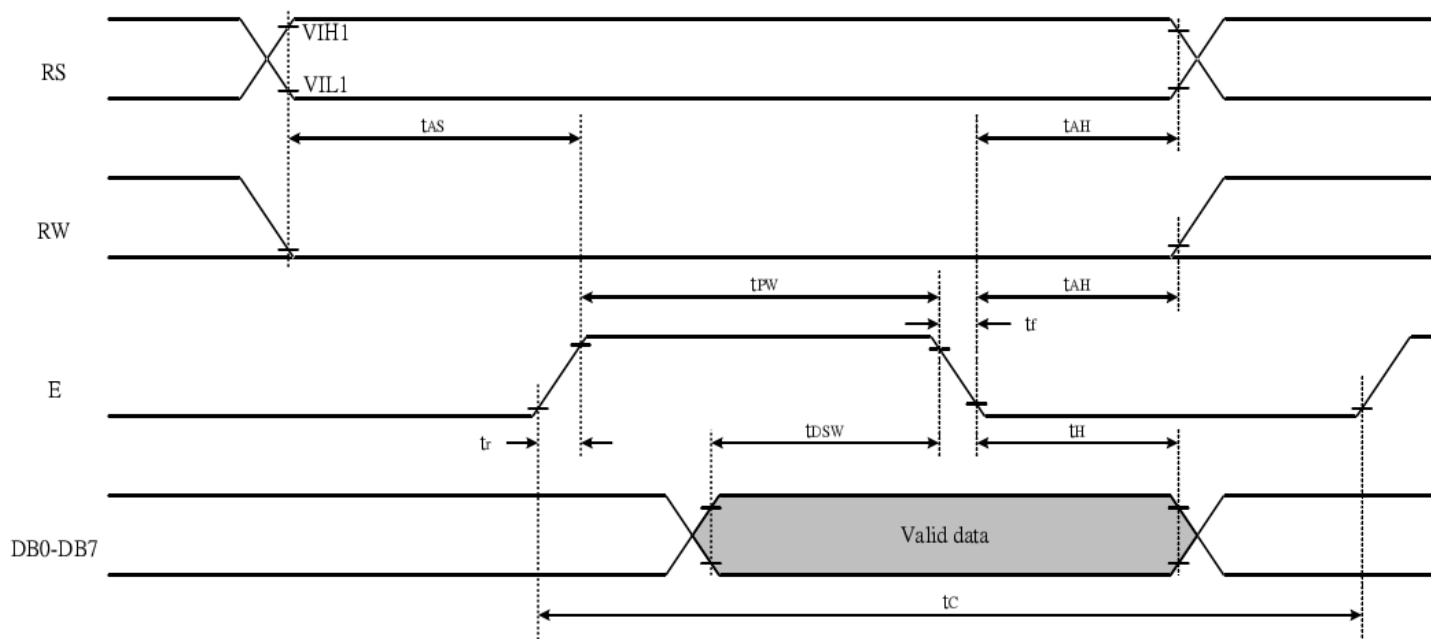 VIH1
RS
VIL1
tAS
tAH
RW
tPW
tAH
tf
E
tr
tDSW
tH
DB0-DB7
Valid data
tC